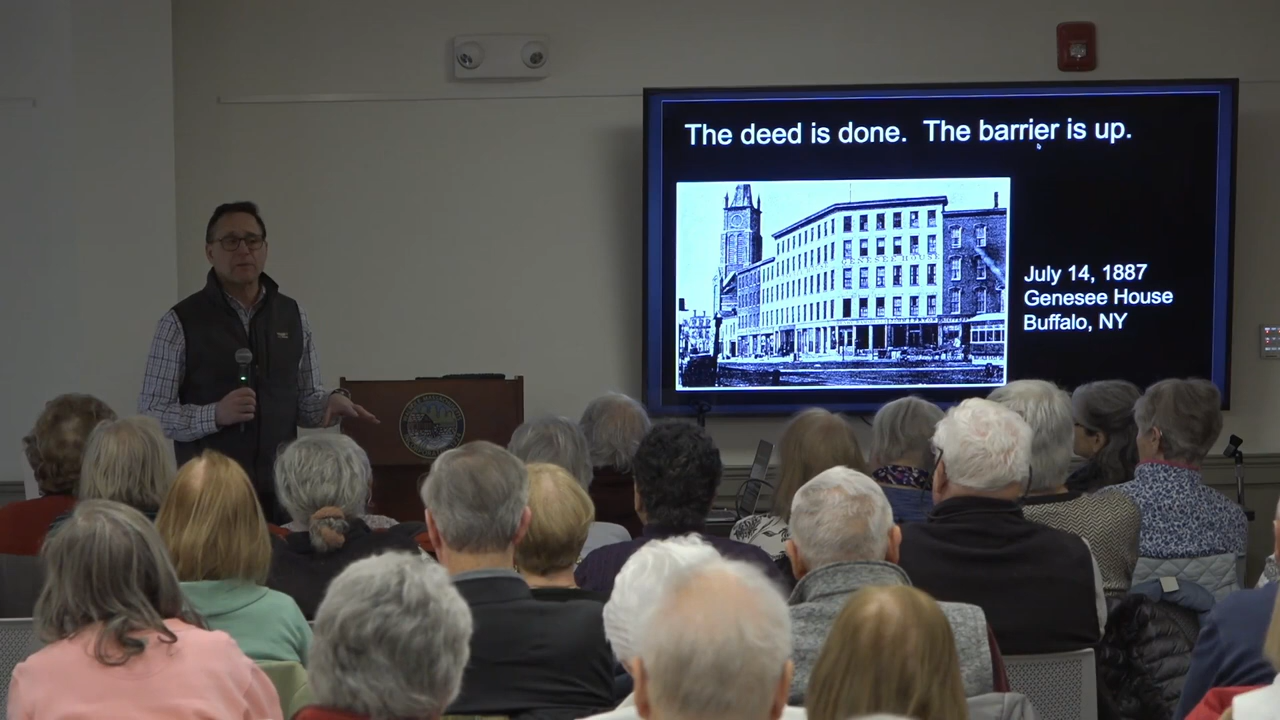 The deed is done. The barrier is up.
GENESEE HOUSE
July 14, 1887
Genesee House
Buffalo, NY